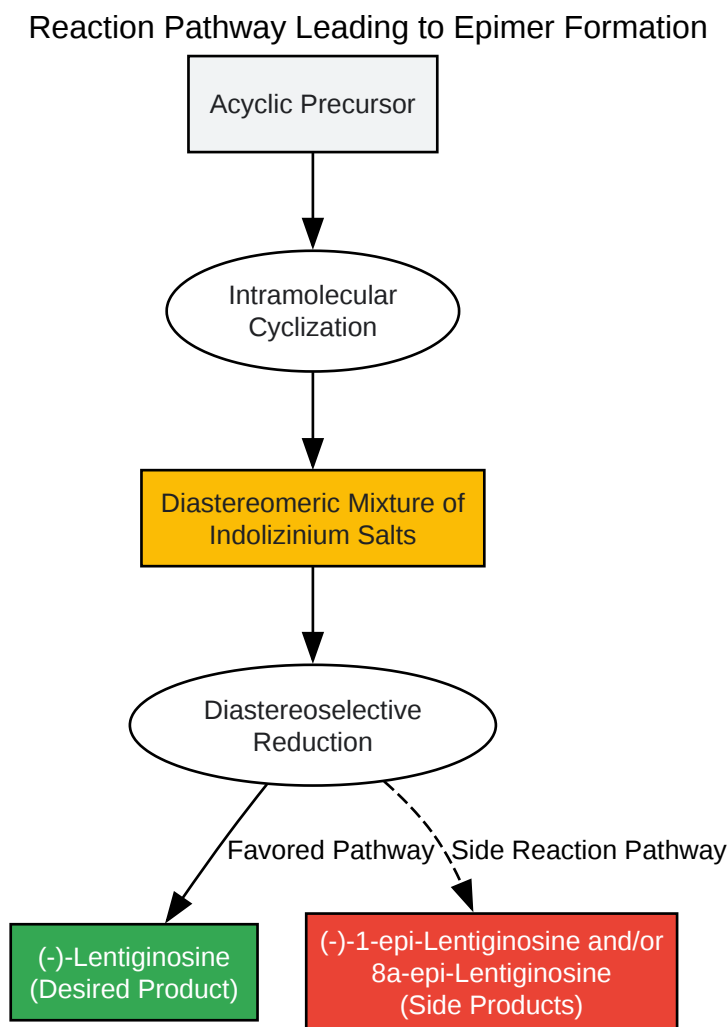 Reaction Pathway Leading to Epimer Formation
Acyclic Precursor
Intramolecular
Cyclization
Diastereomeric Mixture of
Indolizinium Salts
Diastereoselective
Reduction
Favored Pathway
Side Reaction Pathway
(-)-Lentiginosine
(Desired Product)
(-)-1-epi-Lentiginosine and/or
8a-epi-Lentiginosine
(Side Products)